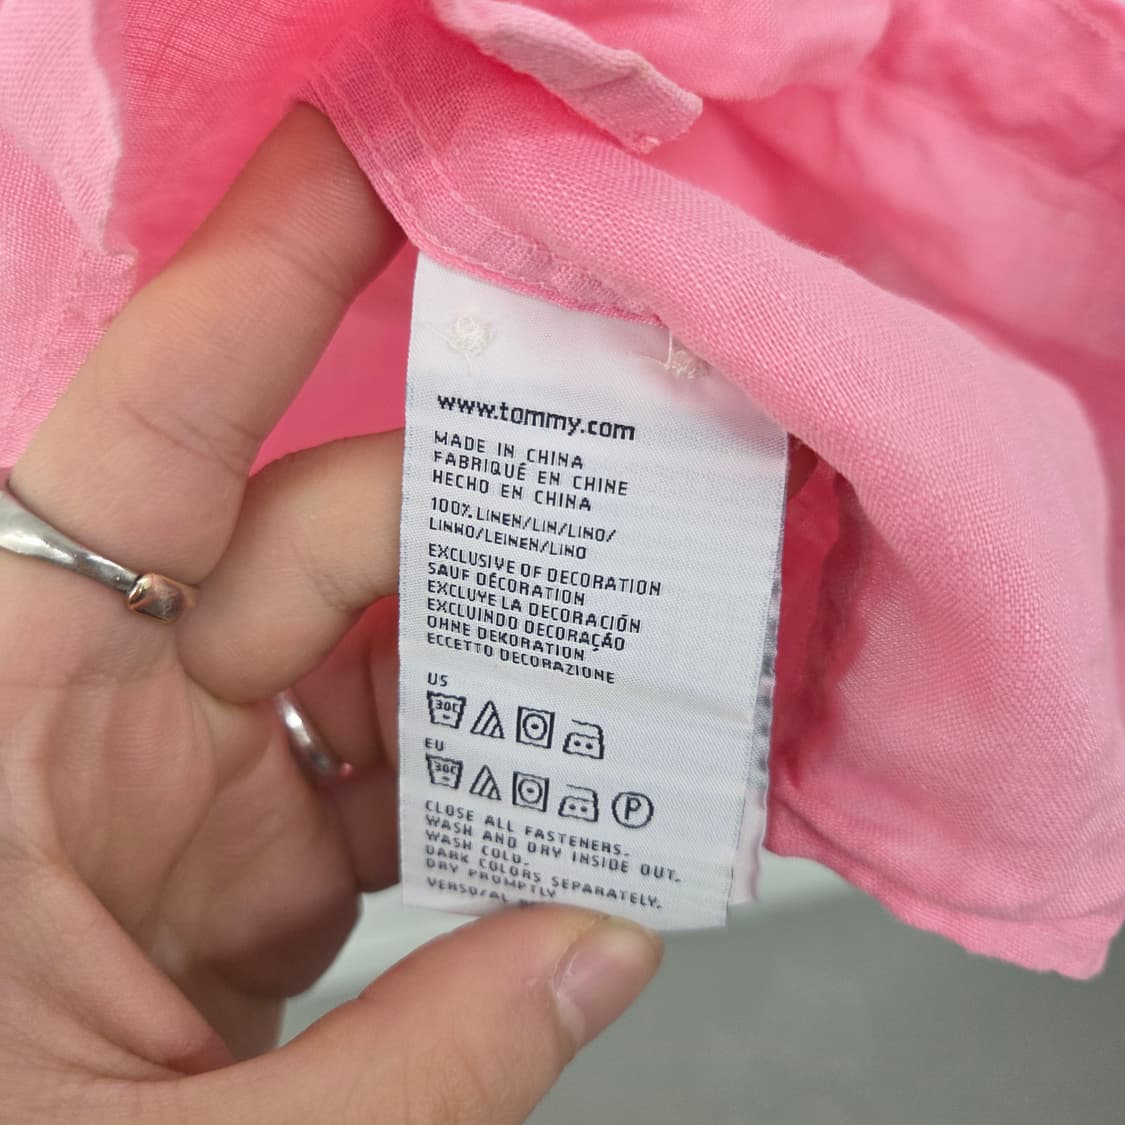 www.tommy.com
MADE IN CHINA
FABRIQUÉ EN CHINE
HECHO EN CHINA
100% LINEN/LIN/LINO/
LINHO/LEINEN/LINO
EXCLUSIVE OF DECORATION
SAUF DÉCORATION
EXCLUYE LA DECORACIÓN
EXCLUINDO DECORAÇÃO
OHNE DEKORATION
ECCETTO DECORAZIONE
US
30C
EU
30C
P
CLOSE ALL FASTENERS.
WASH AND DRY INSIDE OUT.
WASH COLD.
DARK COLORS SEPARATELY.
DRY PROMPTLY
VERSO/AL